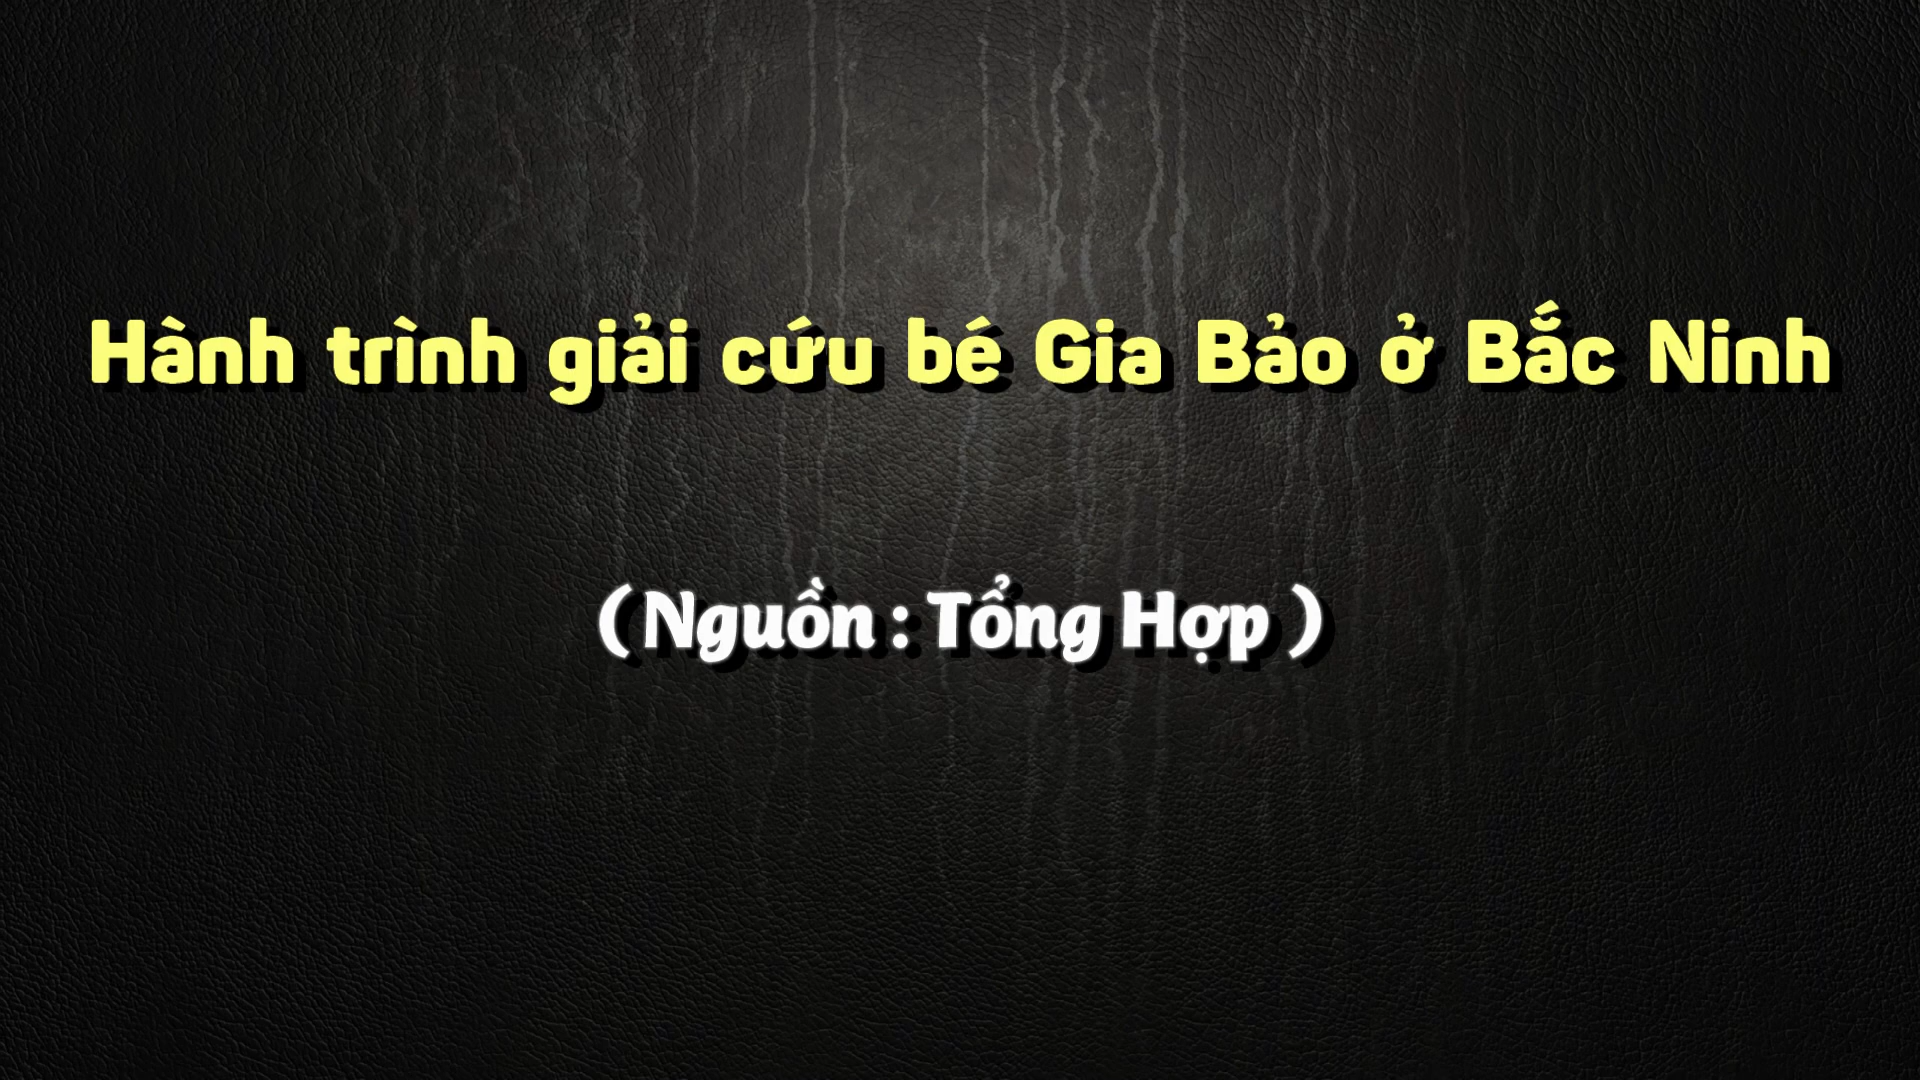 Hành trình giải cứu bé Gia Bảo ở Bắc Ninh
( Nguồn : Tổng Hợp )